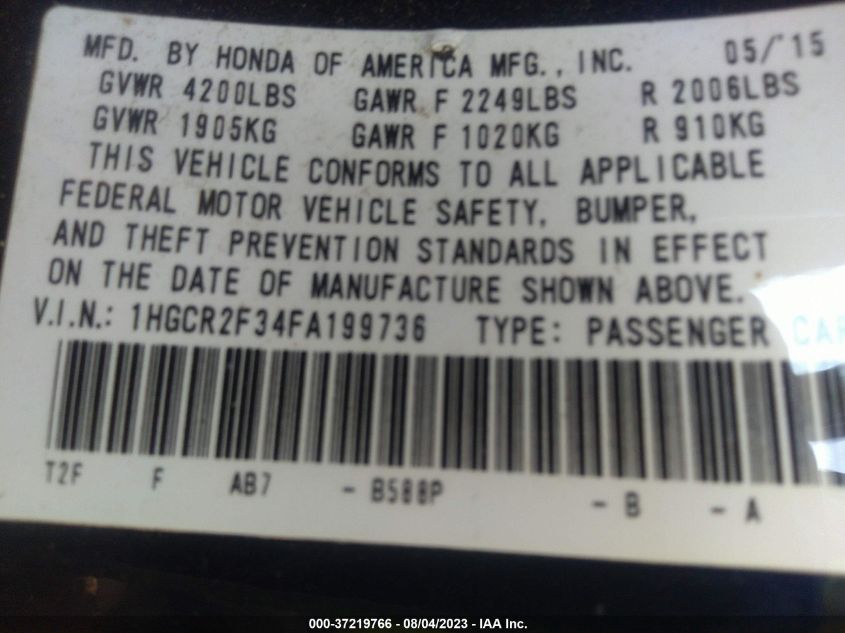 MFD. BY HONDA OF AMERICA MFG., INC. 05/'15
GVWR 4200LBS GAWR F 2249LBS R 2006LBS
GVWR 1905KG GAWR F 1020KG R 910KG
THIS VEHICLE CONFORMS TO ALL APPLICABLE
FEDERAL MOTOR VEHICLE SAFETY, BUMPER,
AND THEFT PREVENTION STANDARDS IN EFFECT
ON THE DATE OF MANUFACTURE SHOWN ABOVE.
V.I.N.: 1HGCR2F34FA199736 TYPE: PASSENGER CAR
T2F F AB7 - B588P - B - A
000-37219766 - 08/04/2023 - IAA Inc.